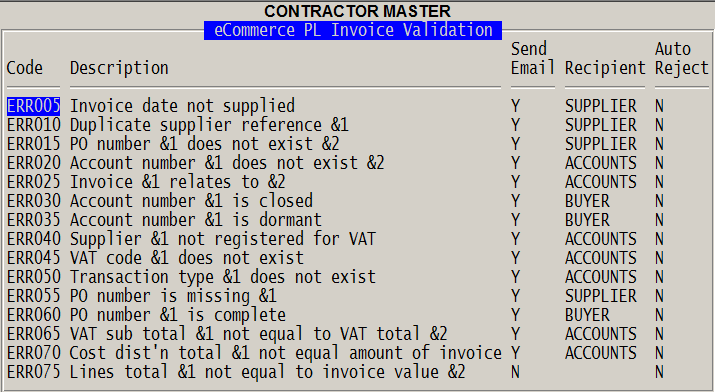 CONTRACTOR MASTER
eCommerce PL Invoice Validation
Send Auto
Code Description Email Recipient Reject
ERR005 Invoice date not supplied Y SUPPLIER N
ERR010 Duplicate supplier reference &1 Y SUPPLIER N
ERR015 PO number &1 does not exist &2 Y SUPPLIER N
ERR020 Account number &1 does not exist &2 Y ACCOUNTS N
ERR025 Invoice &1 relates to &2 Y ACCOUNTS N
ERR030 Account number &1 is closed Y BUYER N
ERR035 Account number &1 is dormant Y BUYER N
ERR040 Supplier &1 not registered for VAT Y ACCOUNTS N
ERR045 VAT code &1 does not exist Y ACCOUNTS N
ERR050 Transaction type &1 does not exist Y ACCOUNTS N
ERR055 PO number is missing &1 Y SUPPLIER N
ERR060 PO number &1 is complete Y BUYER N
ERR065 VAT sub total &1 not equal to VAT total &2 Y ACCOUNTS N
ERR070 Cost dist'n total &1 not equal amount of invoice Y ACCOUNTS N
ERR075 Lines total &1 not equal to invoice value &2 N N